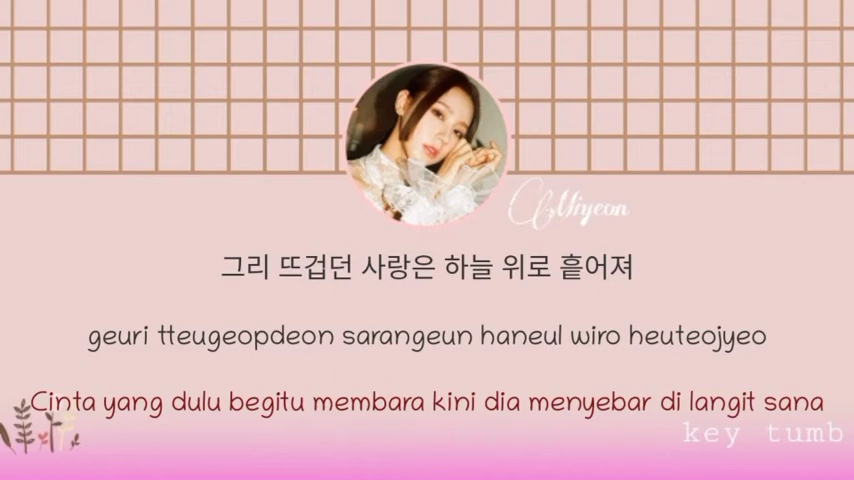 Miyeon
그리 뜨겁던 사랑은 하늘 위로 흩어져
geuri tteugeopdeon sarangeun haneul wiro heuteojyeo
Cinta yang dulu begitu membara kini dia menyebar di langit sana
key tumb